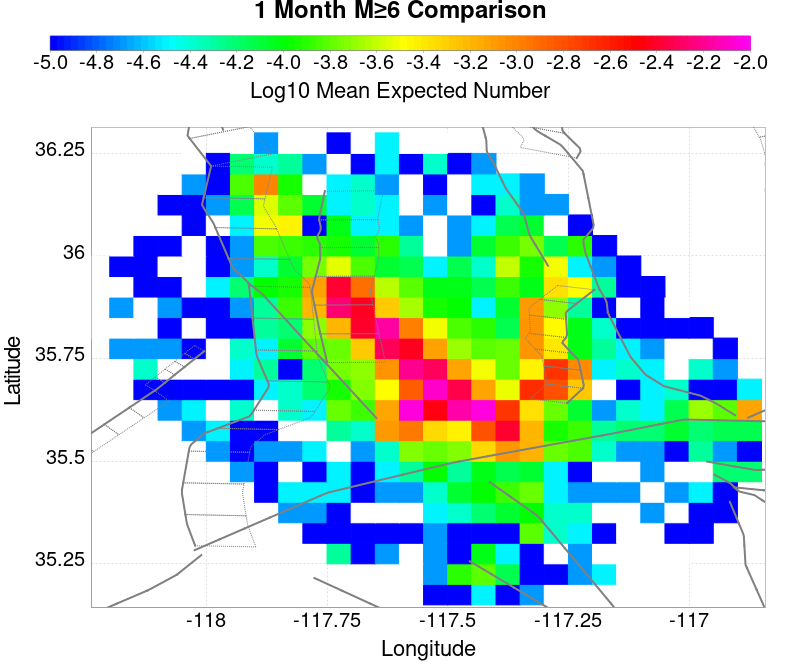 1 Month M≥6 Comparison
-5.0 -4.8 -4.6 -4.4 -4.2 -4.0 -3.8 -3.6 -3.4 -3.2 -3.0 -2.8 -2.6 -2.4 -2.2 -2.0
Log10 Mean Expected Number
36.25
36
35.75
35.5
35.25
Latitude
-118 -117.75 -117.5 -117.25 -117
Longitude